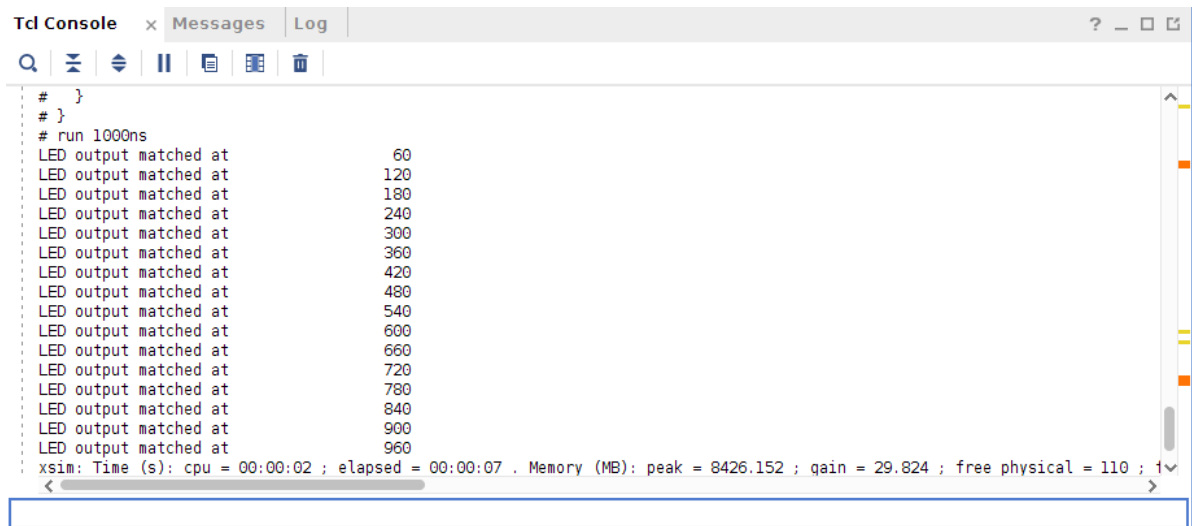 Tcl Console × Messages Log ?
# }
# }
# run 1000ns
LED output matched at 60
LED output matched at 120
LED output matched at 180
LED output matched at 240
LED output matched at 300
LED output matched at 360
LED output matched at 420
LED output matched at 480
LED output matched at 540
LED output matched at 600
LED output matched at 660
LED output matched at 720
LED output matched at 780
LED output matched at 840
LED output matched at 900
LED output matched at 960
xsim: Time (s): cpu = 00:00:02 ; elapsed = 00:00:07 . Memory (MB): peak = 8426.152 ; gain = 29.824 ; free physical = 110 ;